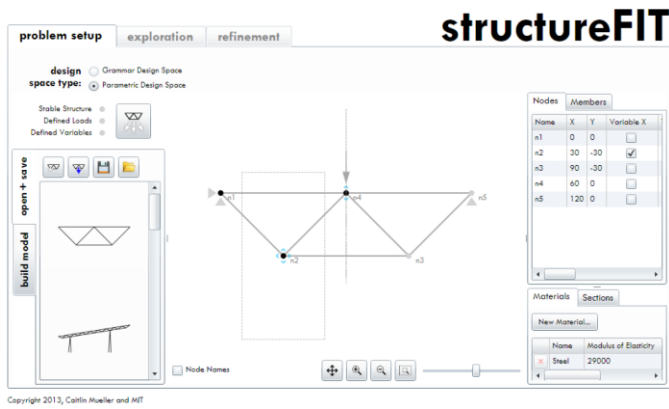 structureFIT
problem setup
exploration
refinement
design
space type:
Grammar Design Space
Parametric Design Space
Stable Structure
Defined Loads
Defined Variables
open + save
build model
n1
n4
n5
n2
n3
Node Names
Nodes Members
Name X Y Variable X
n1 0 0
n2 30 -30
n3 90 -30
n4 60 0
n5 120 0
Materials Sections
New Material...
Name Modulus of Elasticity
Steel 29000
Copyright 2013, Caitlin Mueller and MIT